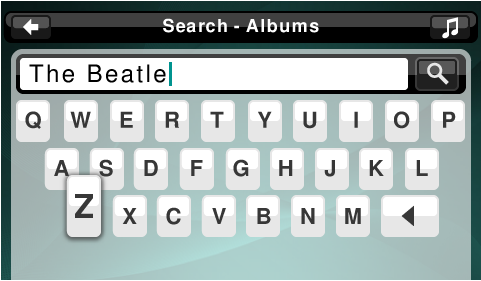 Search - Albums
The Beatle
Q W E R T Y U I O P
A S D F G H J K L
Z X C V B N M